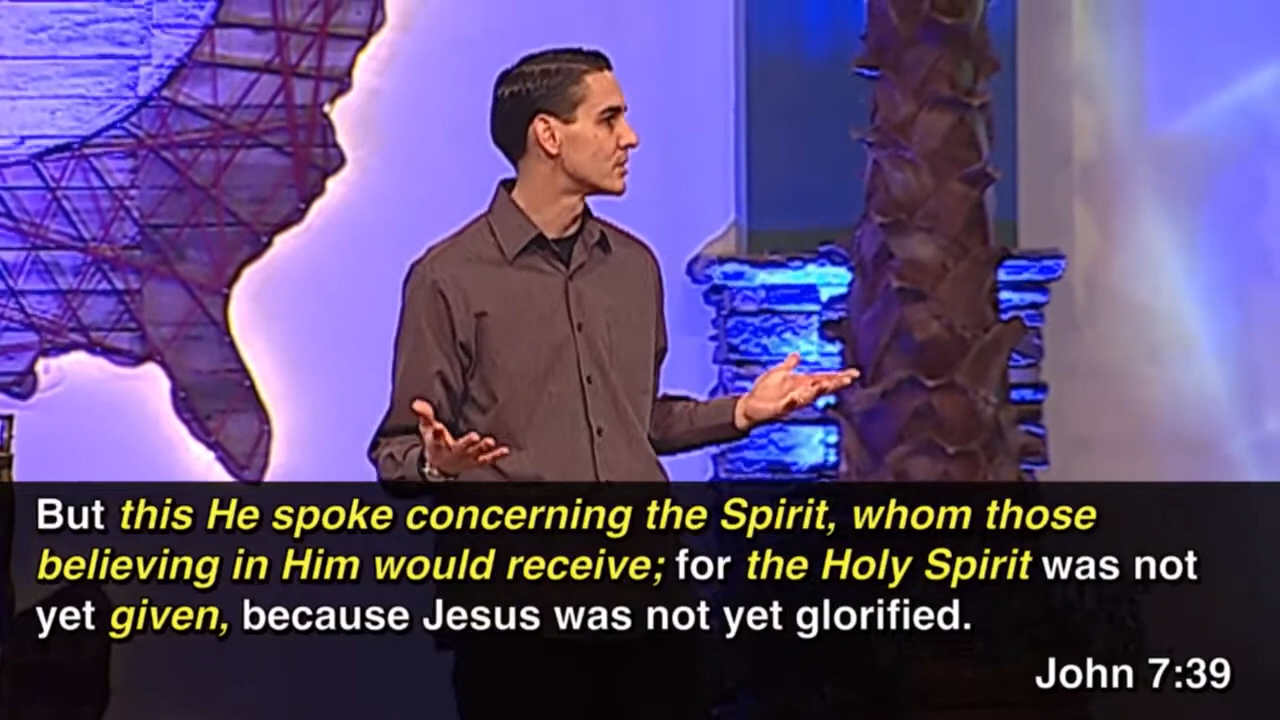 But this He spoke concerning the Spirit, whom those
believing in Him would receive; for the Holy Spirit was not
yet given, because Jesus was not yet glorified.
John 7:39